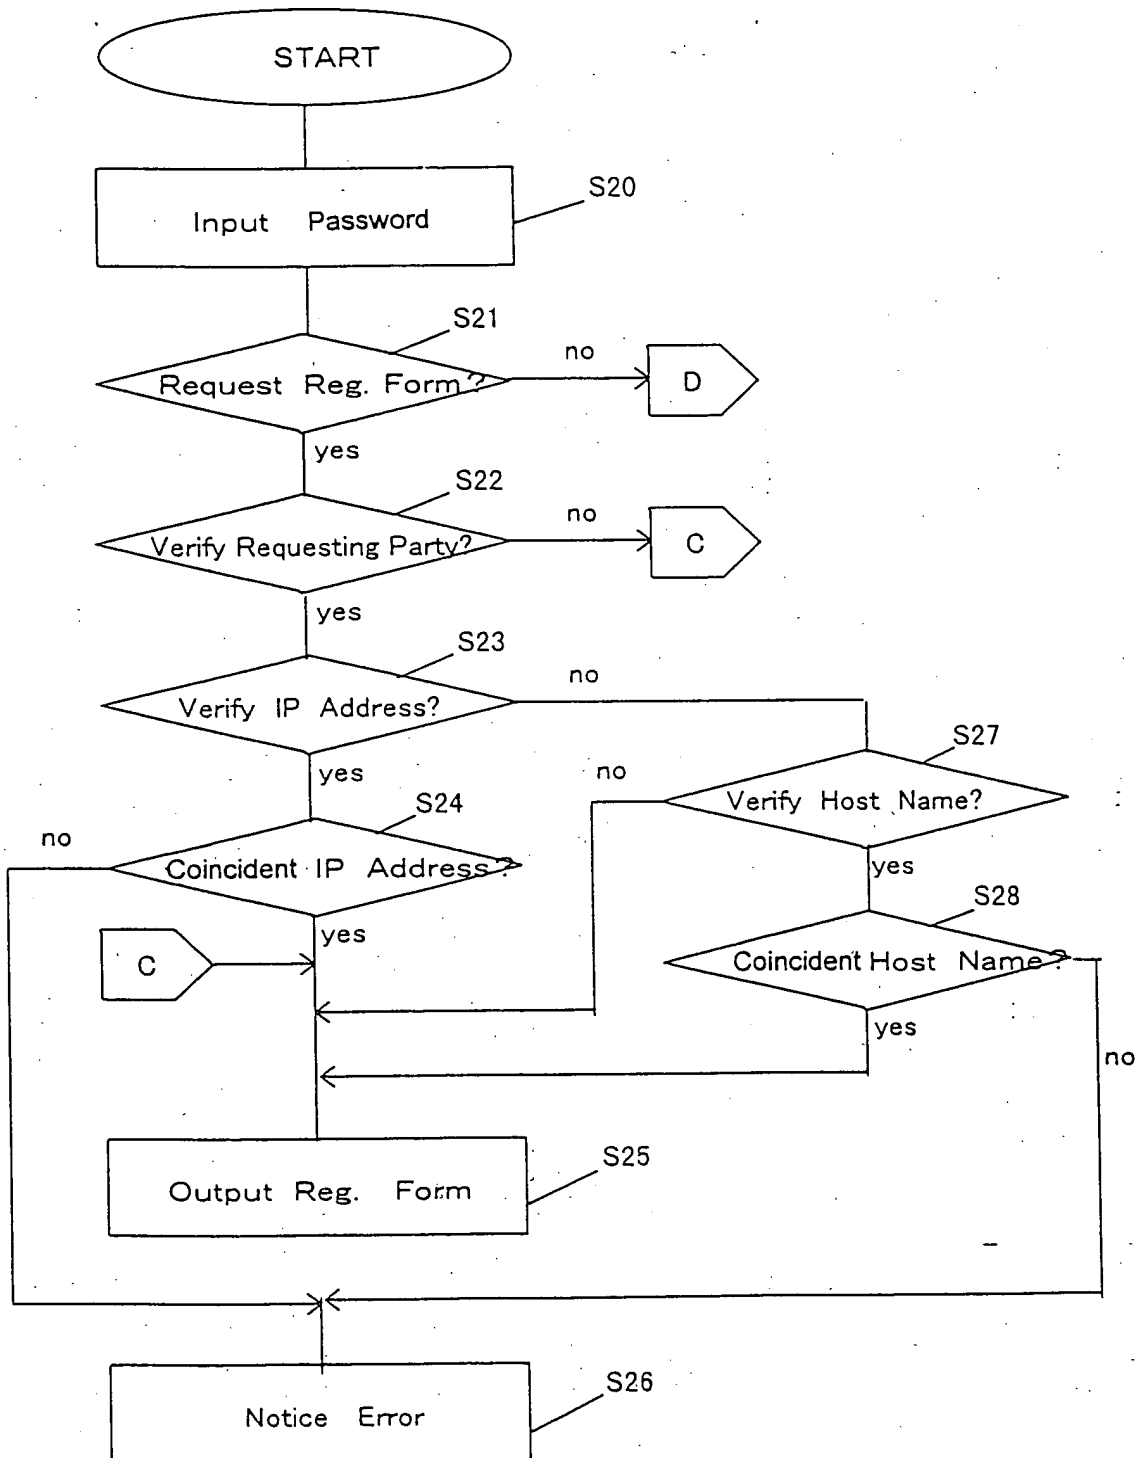 START
Input Password
S20
S21
Request Reg. Form?
no
D
yes
S22
Verify Requesting Party?
no
C
yes
S23
Verify IP Address?
no
yes
S27
Verify Host Name?
no
yes
S24
Coincident IP Address?
no
yes
C
S28
Coincident Host Name?
yes
no
S25
Output Reg. Form
S26
Notice Error